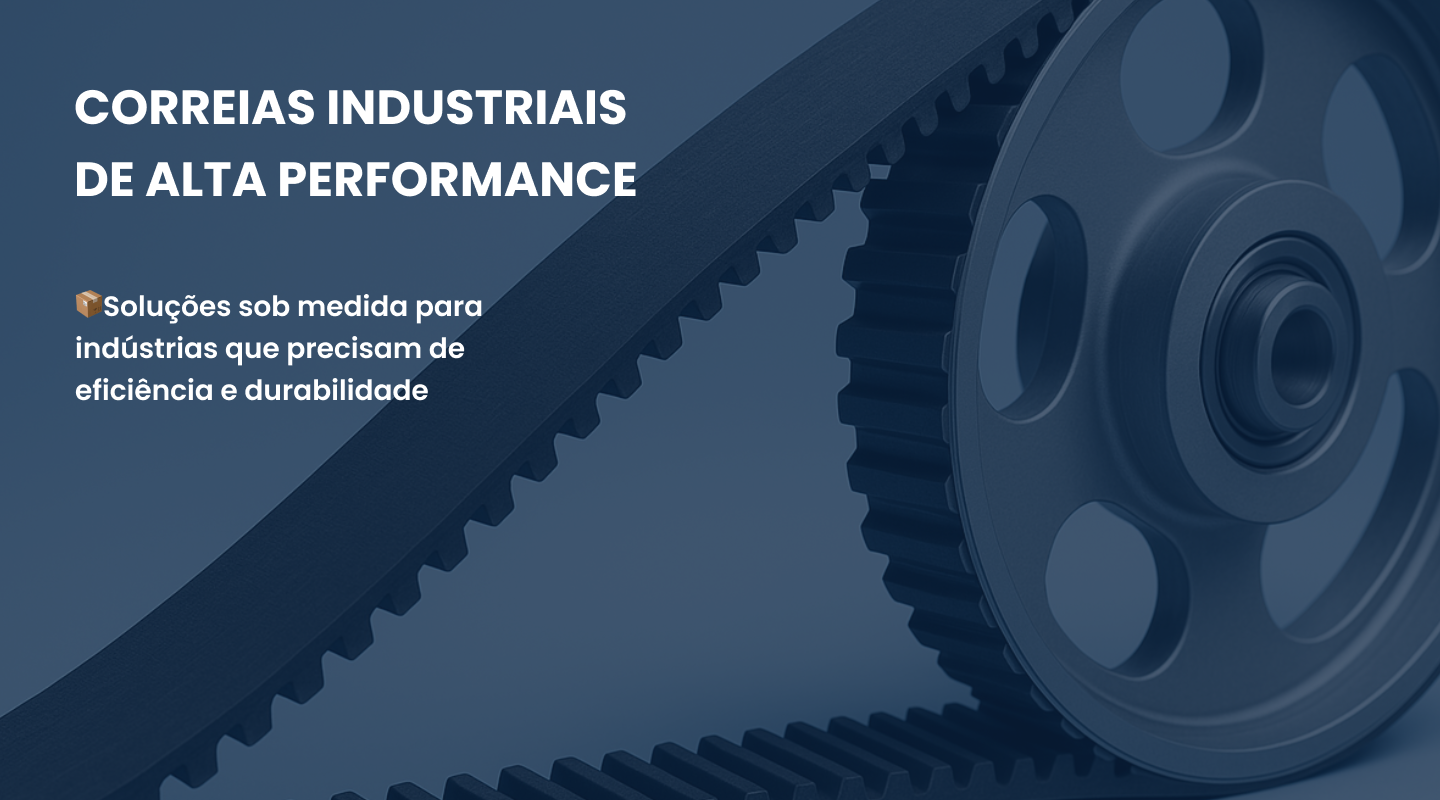 CORREIAS INDUSTRIAIS
DE ALTA PERFORMANCE
📦Soluções sob medida para
indústrias que precisam de
eficiência e durabilidade